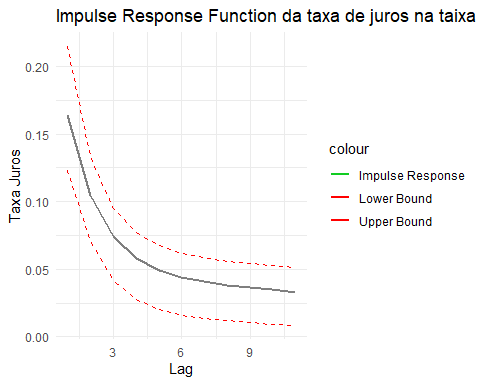 Impulse Response Function da taxa de juros na taixa
Taxa Juros
0.20
0.15
0.10
0.05
0.00
3 6 9
Lag
colour
Impulse Response
Lower Bound
Upper Bound